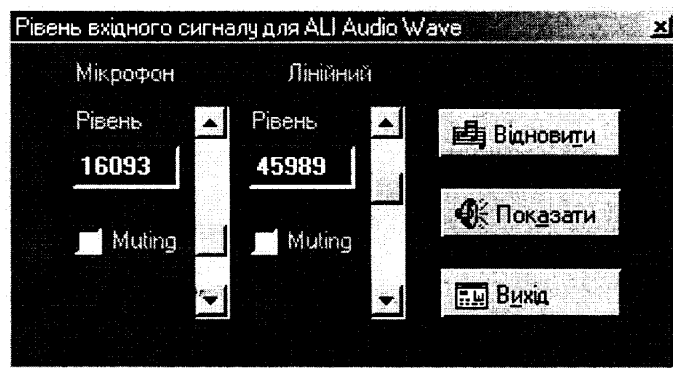 Рівень вхідного сигналу для ALI Audio Wave
Мікрофон Лінійний
Рівень Рівень
16093 45989
Muting Muting
Відновити
Показати
Вихід